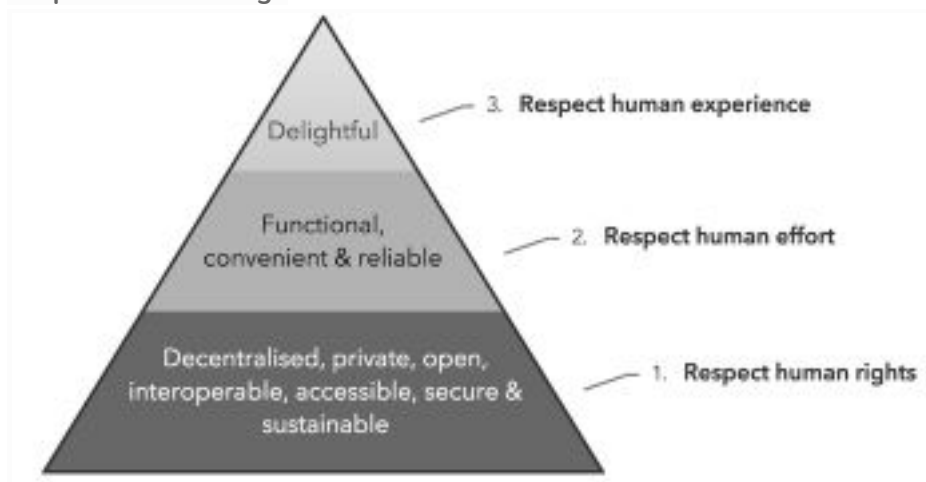 Delightful
3. Respect human experience
Functional,
convenient & reliable
2. Respect human effort
Decentralised, private, open,
interoperable, accessible, secure &
sustainable
1. Respect human rights